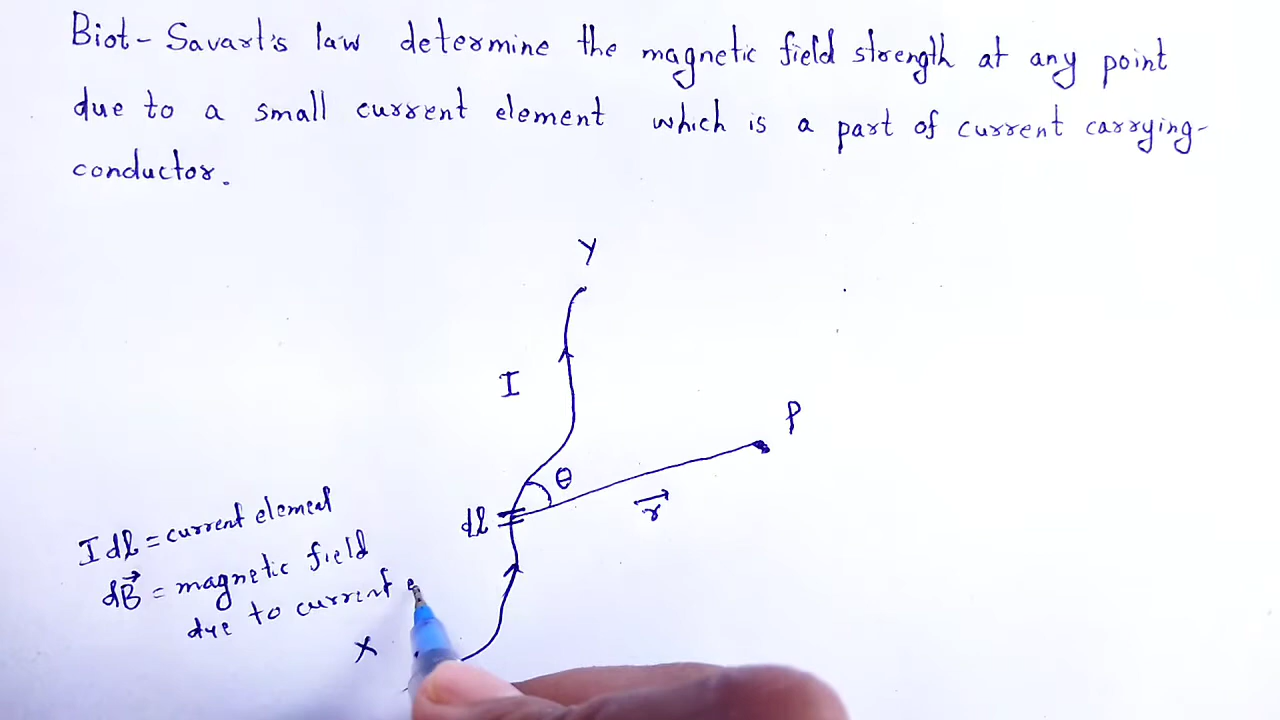 Biot-Savart's law determine the magnetic field strength at any point
due to a small current element which is a part of current carrying-
conductor.
Y
I
P
θ
r⃗
dl
I dl = current element
dB⃗ = magnetic field
due to current e
X